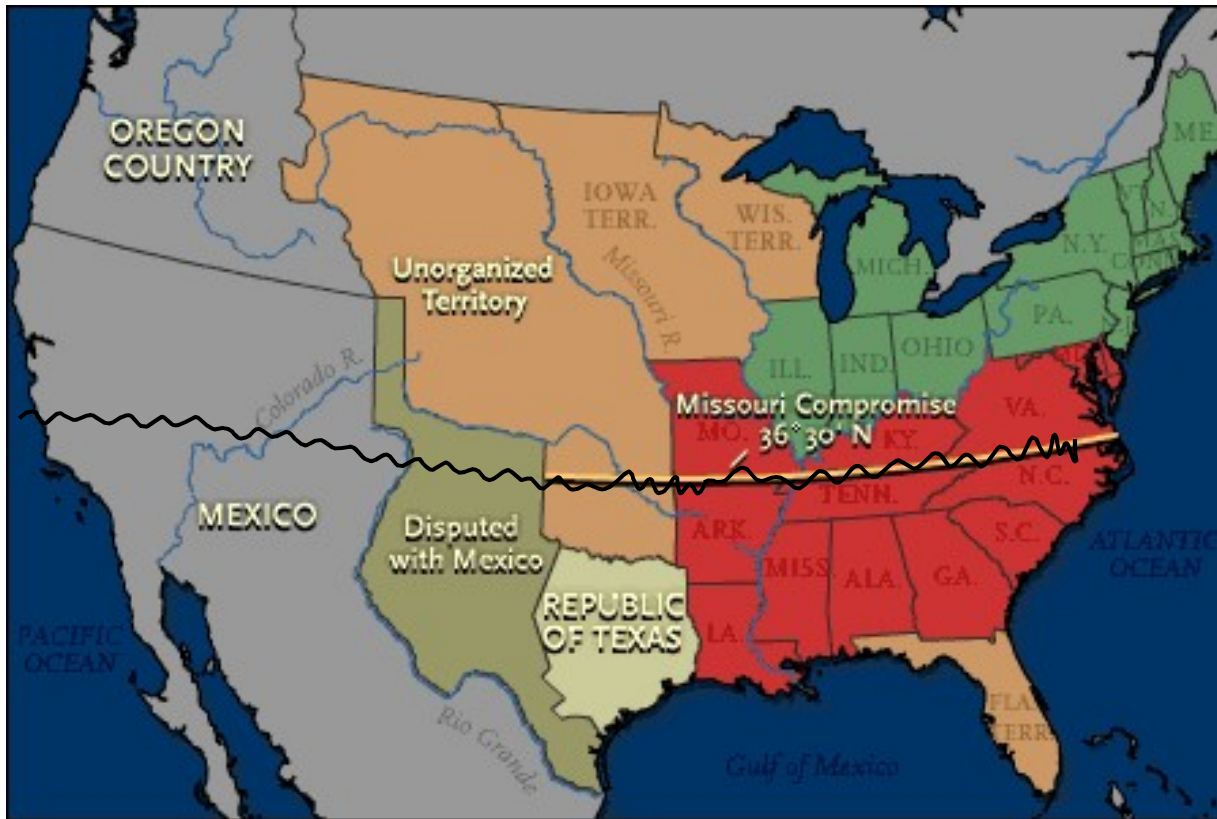 OREGON
COUNTRY
ME.
IOWA
TERR.
WIS.
TERR.
VT.
N.Y.
MICH.
Unorganized
Territory
Missouri R.
PA.
OHIO
ILL.
IND.
Colorado R.
Missouri Compromise
36°30' N
MO.
KY.
VA.
N.C.
TENN.
MEXICO
Disputed
with Mexico
ARK.
S.C.
ATLANTIC
OCEAN
MISS.
ALA.
GA.
REPUBLIC
OF TEXAS
LA.
PACIFIC
OCEAN
FLA.
TERR.
Rio Grande
Gulf of Mexico